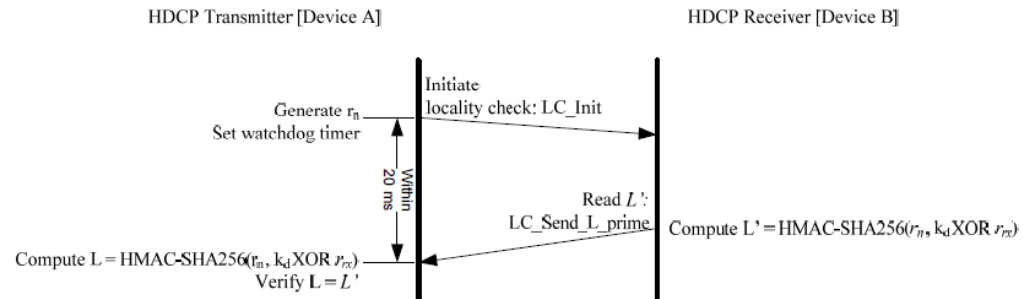 HDCP Transmitter [Device A]
HDCP Receiver [Device B]
Initiate
locality check: LC_Init
Generate rn
Set watchdog timer
Within
20 ms
Read L':
LC_Send_L_prime
Compute L' = HMAC-SHA256(rn, kd XOR rrx)
Compute L = HMAC-SHA256(rn, kd XOR rrx)
Verify L = L'